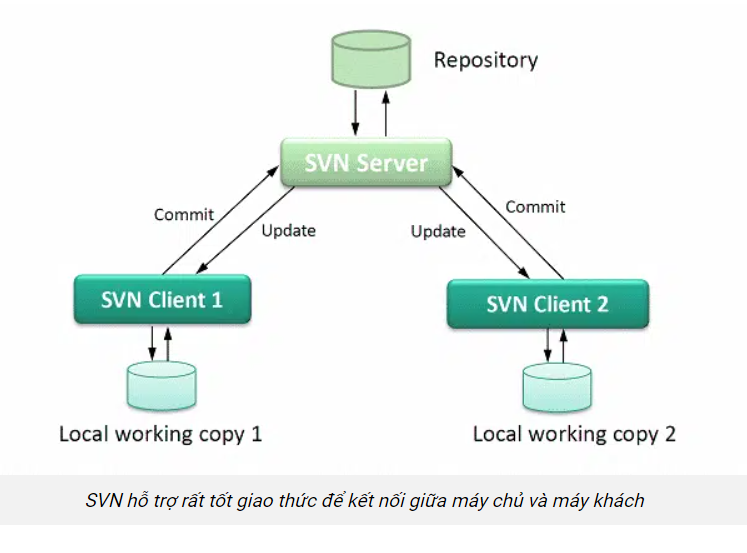 Repository
SVN Server
Commit
Commit
Update
Update
SVN Client 1
SVN Client 2
Local working copy 1
Local working copy 2
SVN hỗ trợ rất tốt giao thức để kết nối giữa máy chủ và máy khách